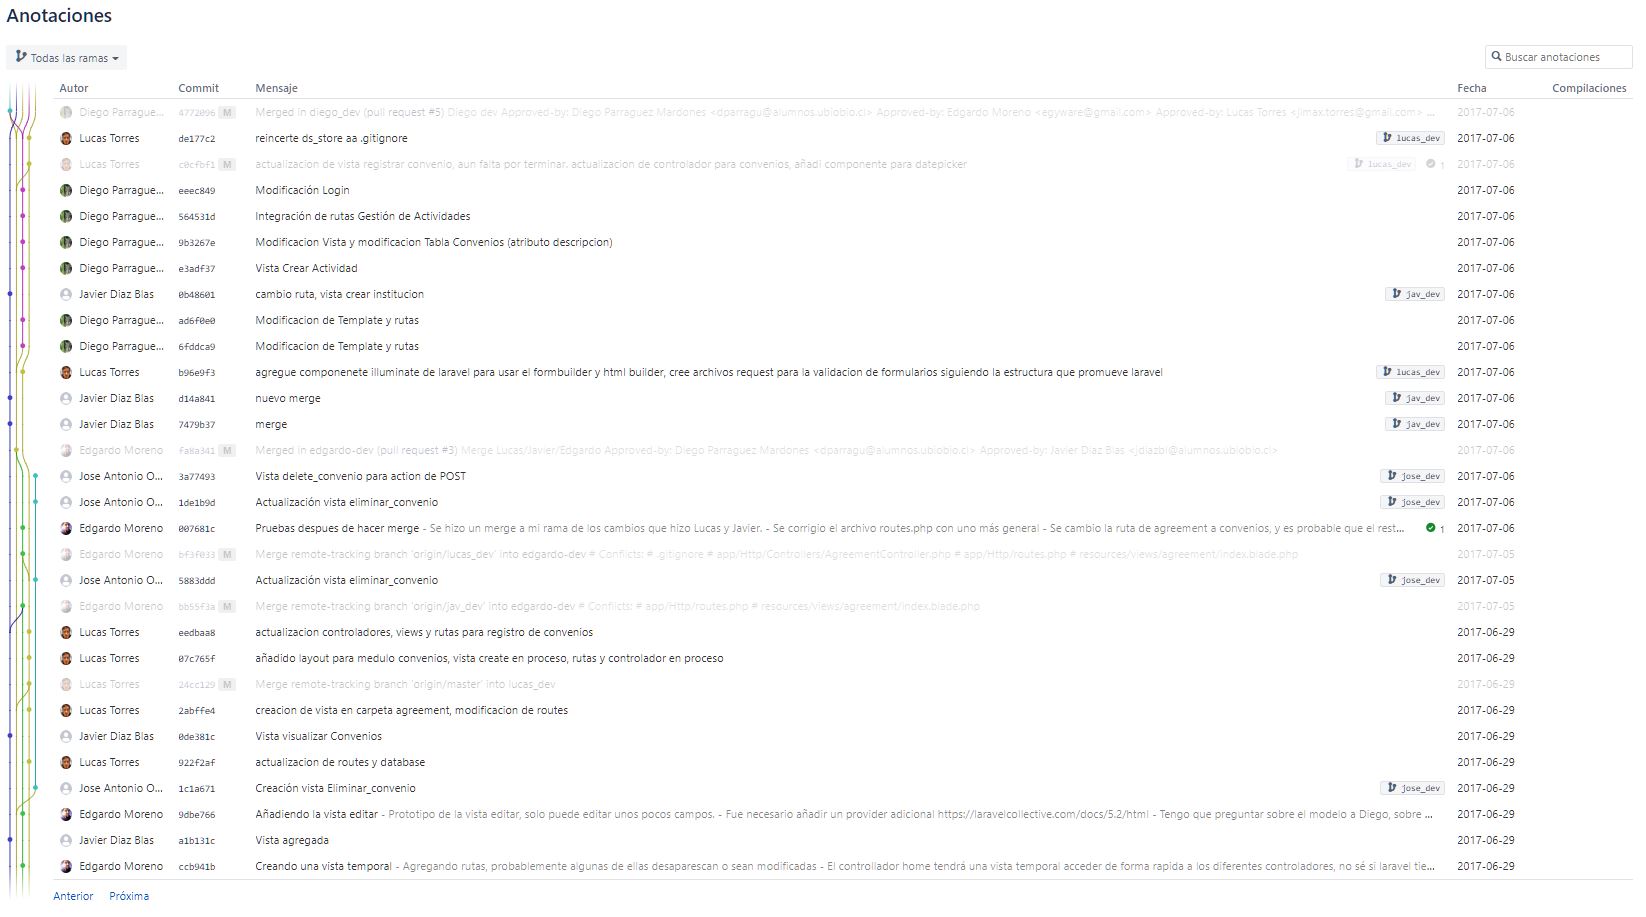 Anotaciones
Todas las ramas
Buscar anotaciones
Autor Commit Mensaje Fecha Compilaciones
Diego Parrague... 4772096 M Merged in diego_dev (pull request #5) Diego dev Approved-by: Diego Parraguez Mardones <dparragu@alumnos.ubiobio.cl> Approved-by: Edgardo Moreno <egyware@gmail.com> Approved-by: Lucas Torres <jimax.torres@gmail.com> ... 2017-07-06
Lucas Torres de177c2 reincerte ds_store aa .gitignore lucas_dev 2017-07-06
Lucas Torres c0cfbf1 M actualizacion de vista registrar convenio, aun falta por terminar. actualizacion de controlador para convenios, añadi componente para datepicker lucas_dev 1 2017-07-06
Diego Parrague... eeec849 Modificación Login 2017-07-06
Diego Parrague... 564531d Integración de rutas Gestión de Actividades 2017-07-06
Diego Parrague... 9b3267e Modificacion Vista y modificacion Tabla Convenios (atributo descripcion) 2017-07-06
Diego Parrague... e3adf37 Vista Crear Actividad 2017-07-06
Javier Diaz Blas 0b48601 cambio ruta, vista crear institucion jav_dev 2017-07-06
Diego Parrague... ad6f0e0 Modificacion de Template y rutas 2017-07-06
Diego Parrague... 6fddca9 Modificacion de Template y rutas 2017-07-06
Lucas Torres b96e9f3 agregue componenete illuminate de laravel para usar el formbuilder y html builder, cree archivos request para la validacion de formularios siguiendo la estructura que promueve laravel lucas_dev 2017-07-06
Javier Diaz Blas d14a841 nuevo merge jav_dev 2017-07-06
Javier Diaz Blas 7479b37 merge jav_dev 2017-07-06
Edgardo Moreno fa8a341 M Merged in edgardo-dev (pull request #3) Merge Lucas/Javier/Edgardo Approved-by: Diego Parraguez Mardones <dparragu@alumnos.ubiobio.cl> Approved-by: Javier Diaz Blas <jdiazbl@alumnos.ubiobio.cl> 2017-07-06
Jose Antonio O... 3a77493 Vista delete_convenio para action de POST jose_dev 2017-07-06
Jose Antonio O... 1de1b9d Actualización vista eliminar_convenio jose_dev 2017-07-06
Edgardo Moreno 007681c Pruebas despues de hacer merge - Se hizo un merge a mi rama de los cambios que hizo Lucas y Javier. - Se corrigio el archivo routes.php con uno más general - Se cambio la ruta de agreement a convenios, y es probable que el rest... 1 2017-07-06
Edgardo Moreno bf3f033 M Merge remote-tracking branch 'origin/lucas_dev' into edgardo-dev # Conflicts: # .gitignore # app/Http/Controllers/AgreementController.php # app/Http/routes.php # resources/views/agreement/index.blade.php 2017-07-05
Jose Antonio O... 5883ddd Actualización vista eliminar_convenio jose_dev 2017-07-05
Edgardo Moreno bb55f3a M Merge remote-tracking branch 'origin/jav_dev' into edgardo-dev # Conflicts: # app/Http/routes.php # resources/views/agreement/index.blade.php 2017-07-05
Lucas Torres eedbaa8 actualizacion controladores, views y rutas para registro de convenios 2017-06-29
Lucas Torres 07c765f añadido layout para medulo convenios, vista create en proceso, rutas y controlador en proceso 2017-06-29
Lucas Torres 24cc129 M Merge remote-tracking branch 'origin/master' into lucas_dev 2017-06-29
Lucas Torres 2abffe4 creacion de vista en carpeta agreement, modificacion de routes 2017-06-29
Javier Diaz Blas 0de381c Vista visualizar Convenios 2017-06-29
Lucas Torres 922f2af actualizacion de routes y database 2017-06-29
Jose Antonio O... 1c1a671 Creación vista Eliminar_convenio jose_dev 2017-06-29
Edgardo Moreno 9dbe766 Añadiendo la vista editar - Prototipo de la vista editar, solo puede editar unos pocos campos. - Fue necesario añadir un provider adicional https://laravelcollective.com/docs/5.2/html - Tengo que preguntar sobre el modelo a Diego, sobre ... 2017-06-29
Javier Diaz Blas a1b131c Vista agregada 2017-06-29
Edgardo Moreno ccb941b Creando una vista temporal - Agregando rutas, probablemente algunas de ellas desaparescan o sean modificadas - El controllador home tendrá una vista temporal acceder de forma rapida a los diferentes controladores, no sé si laravel tie... 2017-06-29
Anterior Próxima